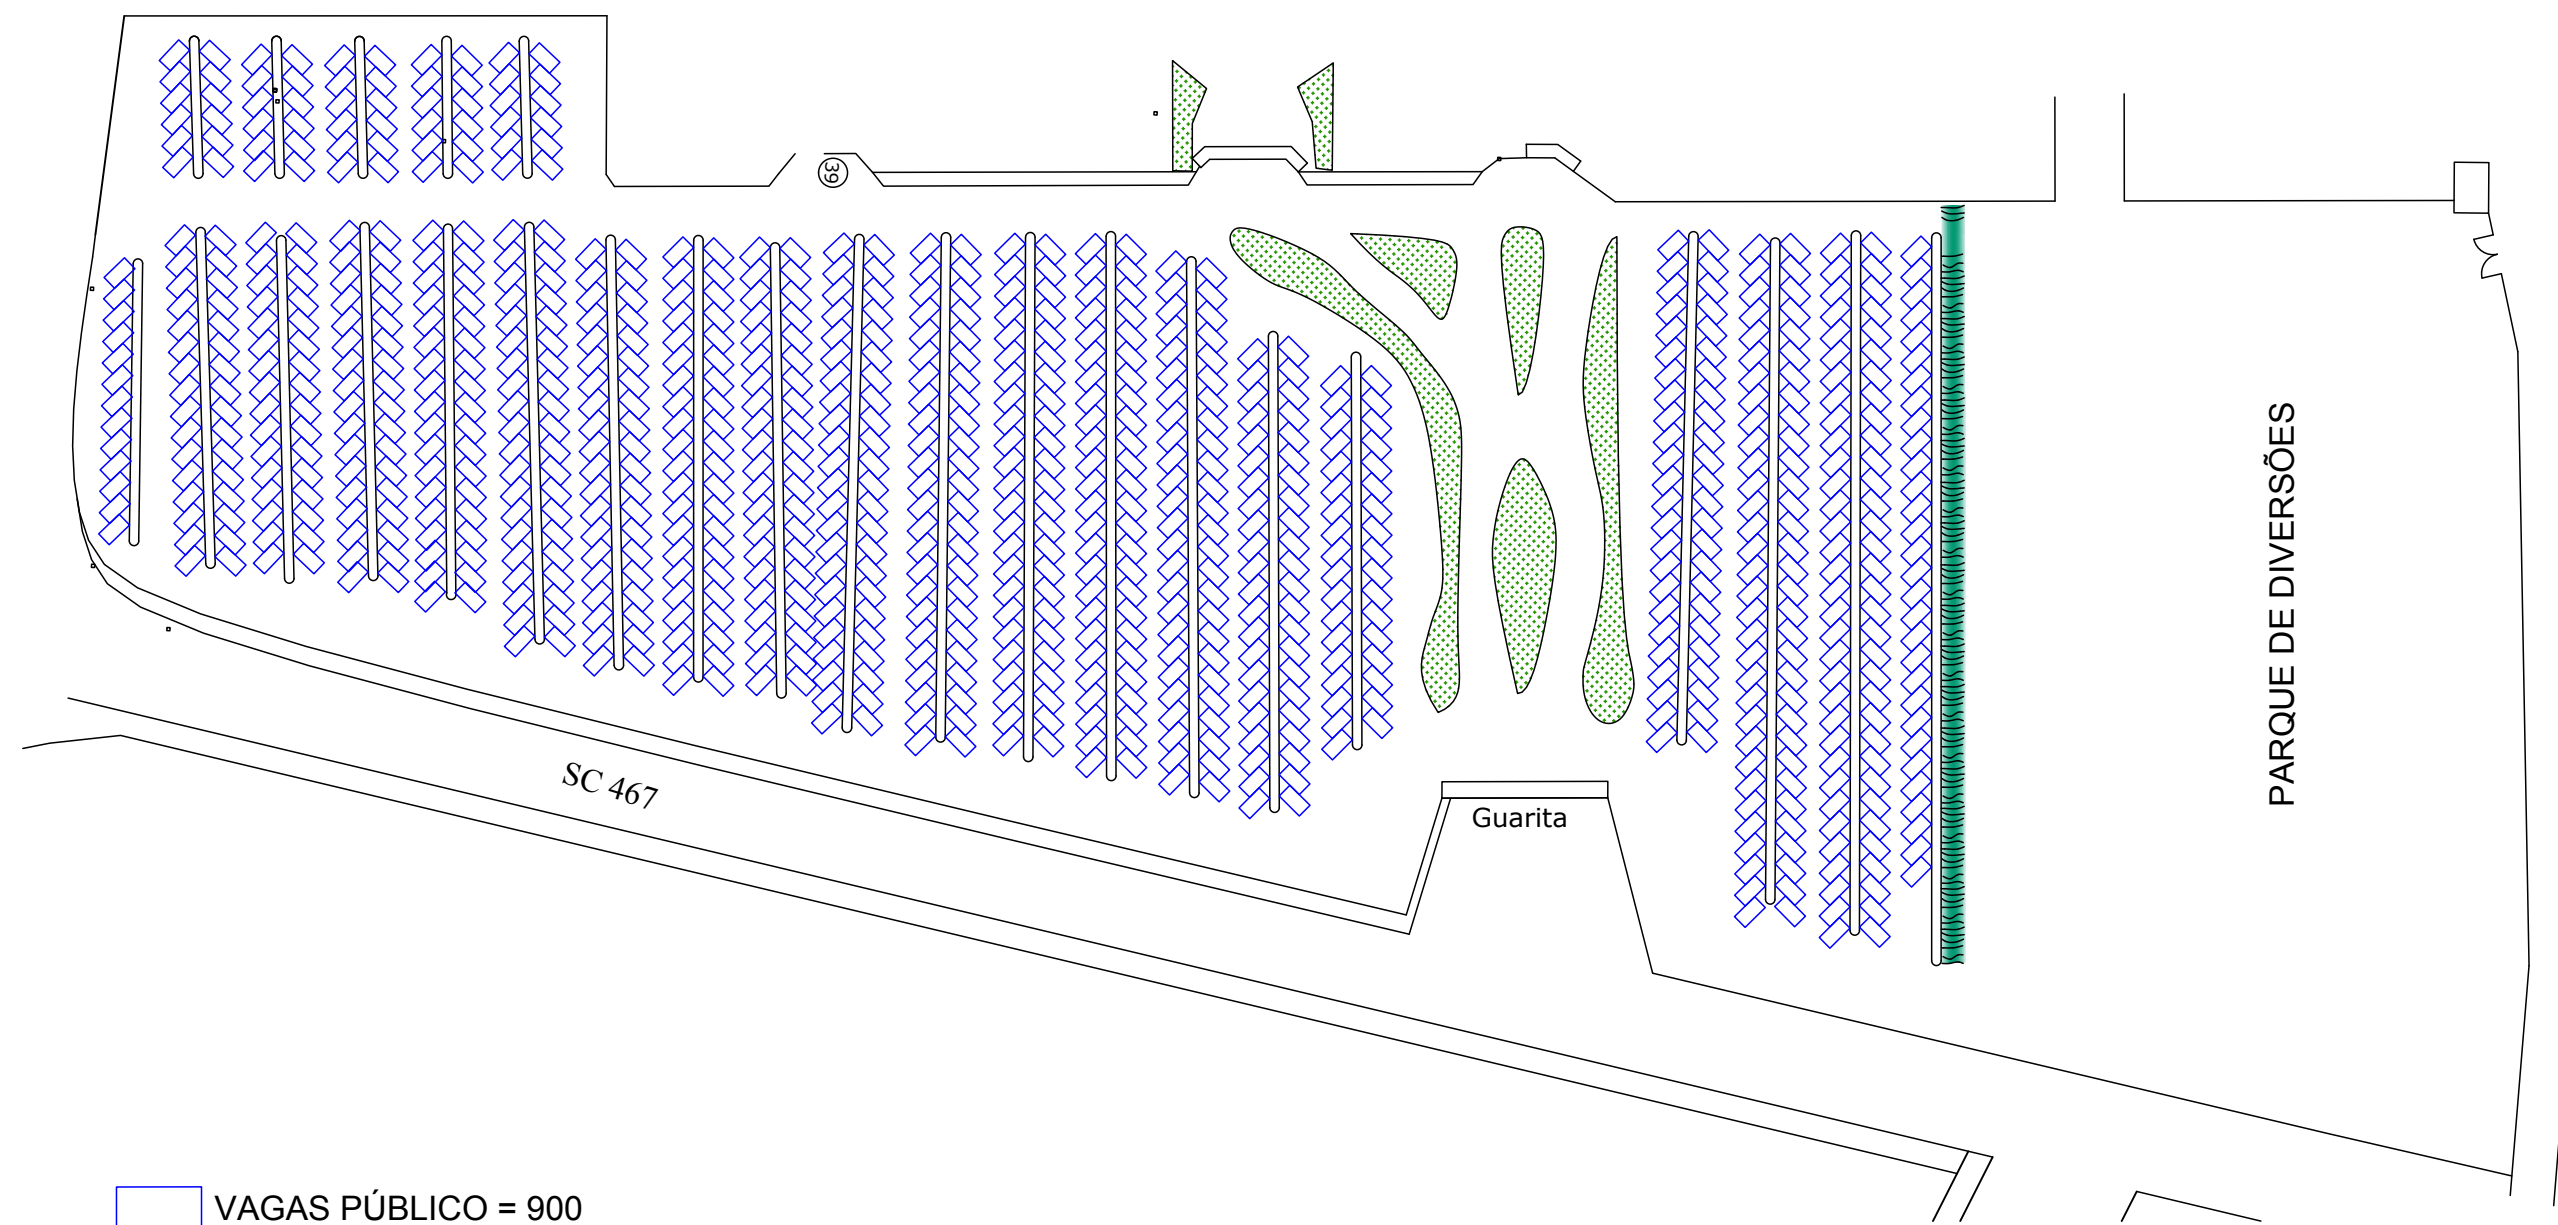 39
PARQUE DE DIVERSÕES
SC 467
Guarita
VAGAS PÚBLICO = 900